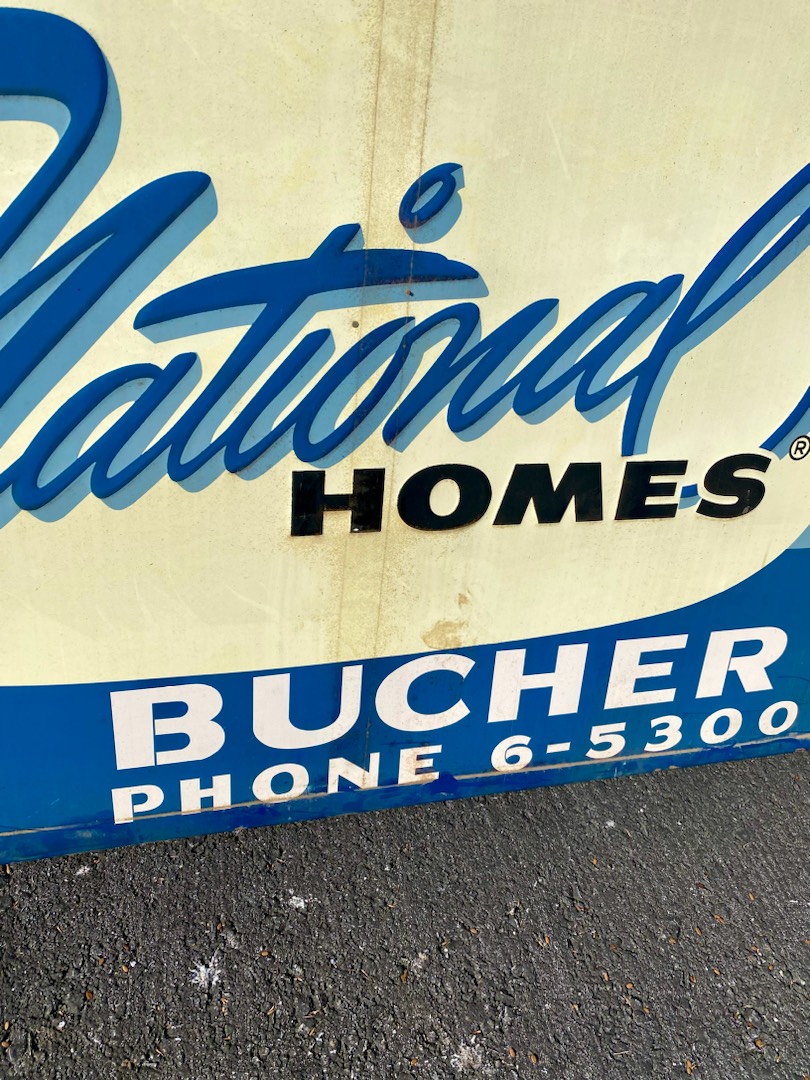 National
HOMES®
BUCHER
PHONE 6-5300